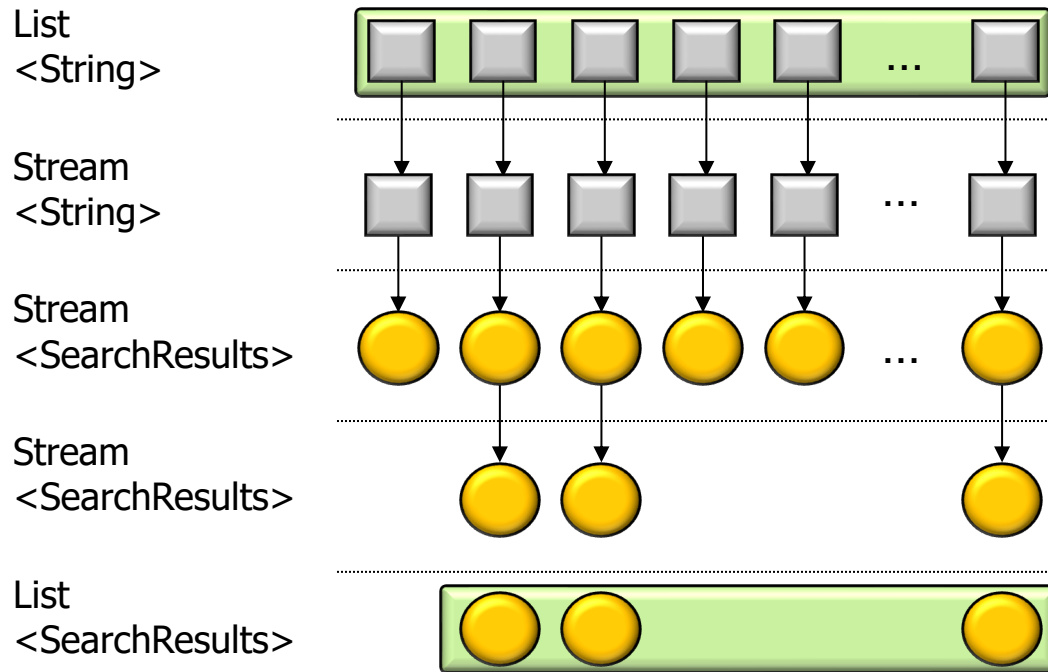 List
<String>
...
Stream
<String>
...
Stream
<SearchResults>
...
Stream
<SearchResults>
List
<SearchResults>